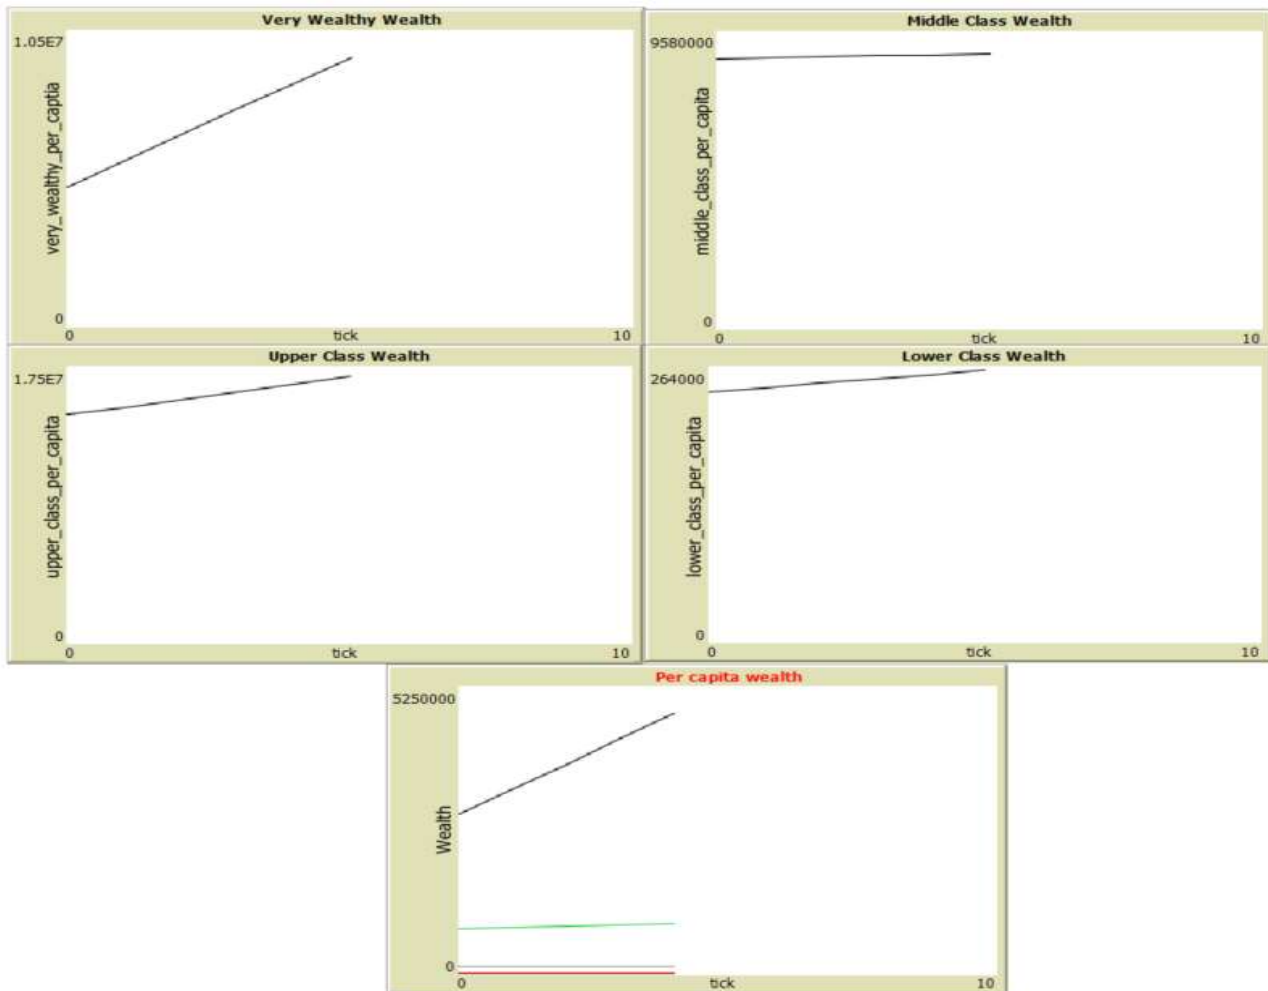 Very Wealthy Wealth
1.05E7
very_wealthy_per_captia
0
0
tick
10
Middle Class Wealth
9580000
middle_class_per_capita
0
0
tick
10
Upper Class Wealth
1.75E7
upper_class_per_capita
0
0
tick
10
Lower Class Wealth
264000
lower_class_per_capita
0
0
tick
10
Per capita wealth
5250000
Wealth
0
0
tick
10